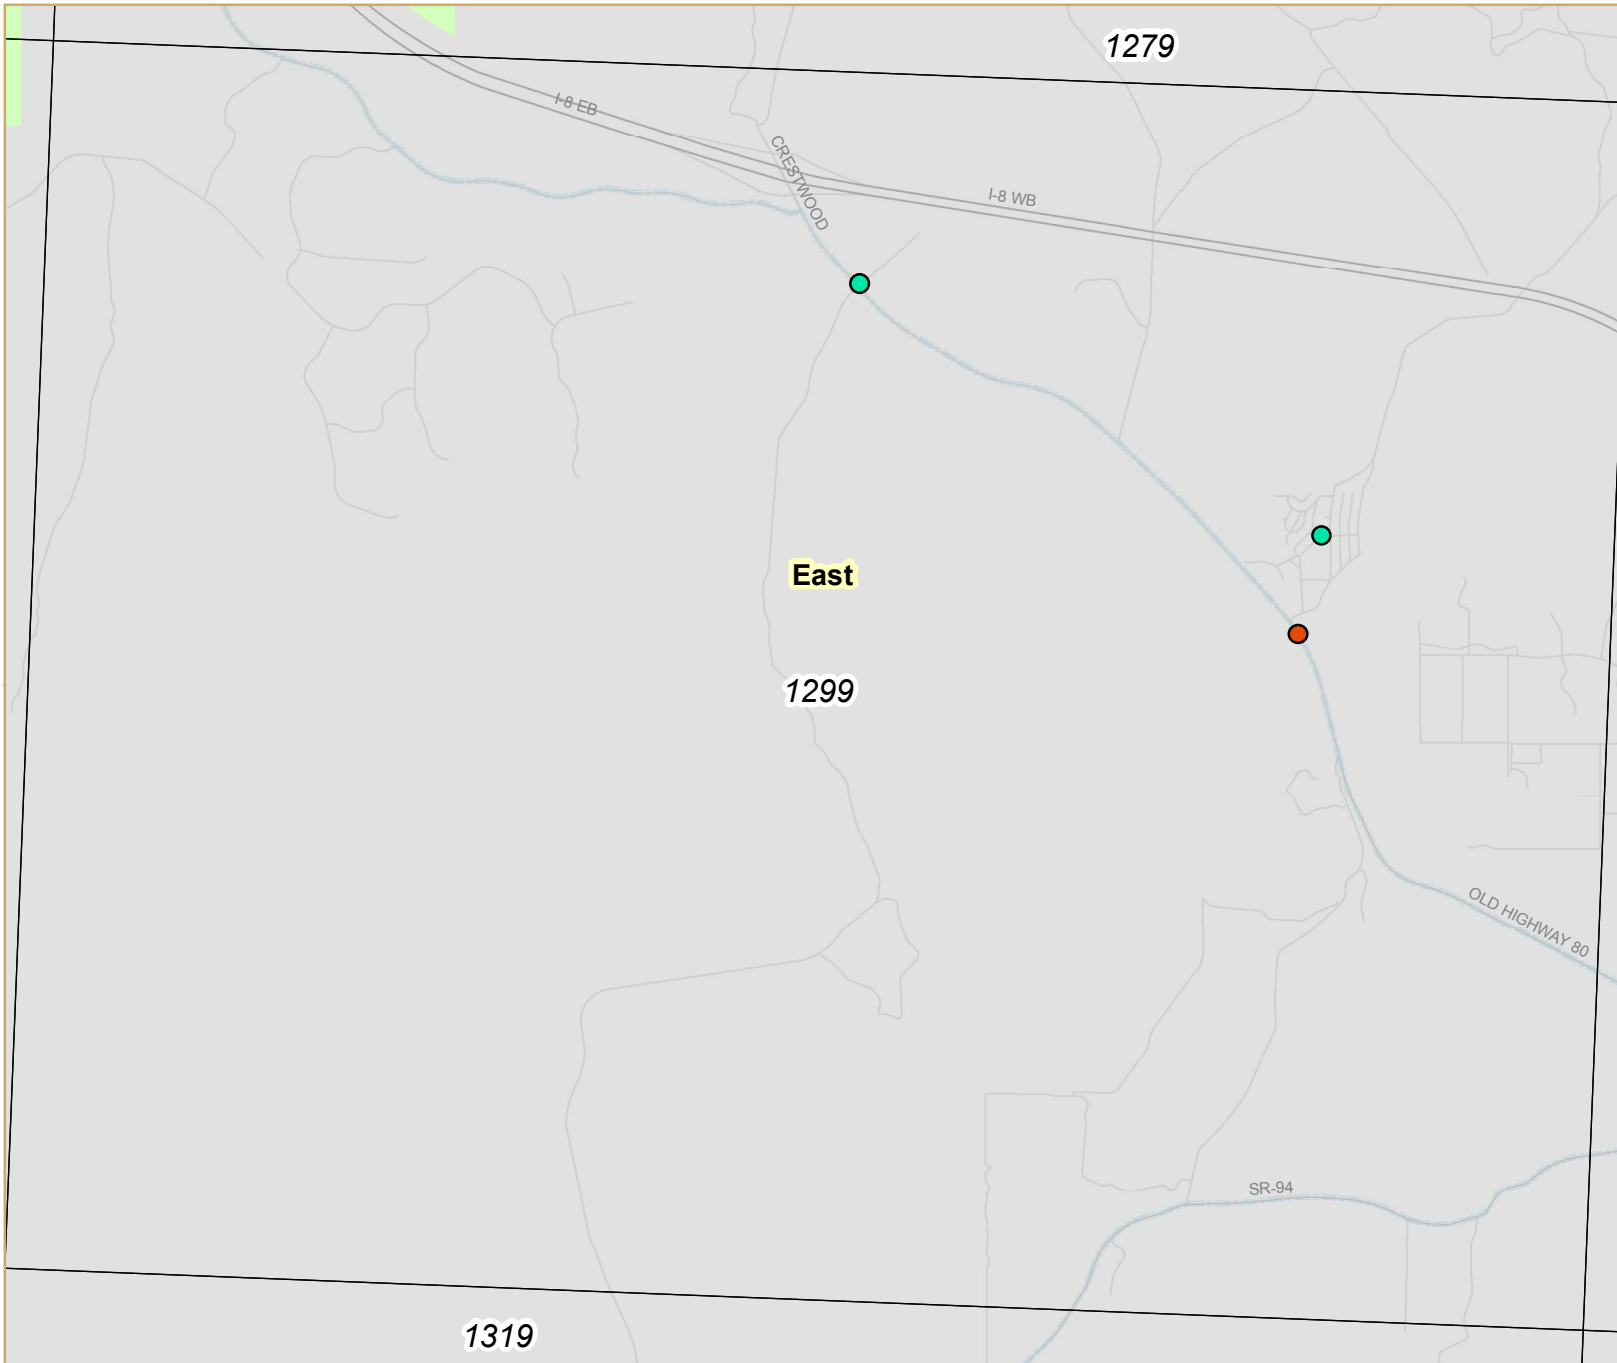 1279
I-8 EB
CRESTWOOD
I-8 WB
East
1299
OLD HIGHWAY 80
SR-94
1319